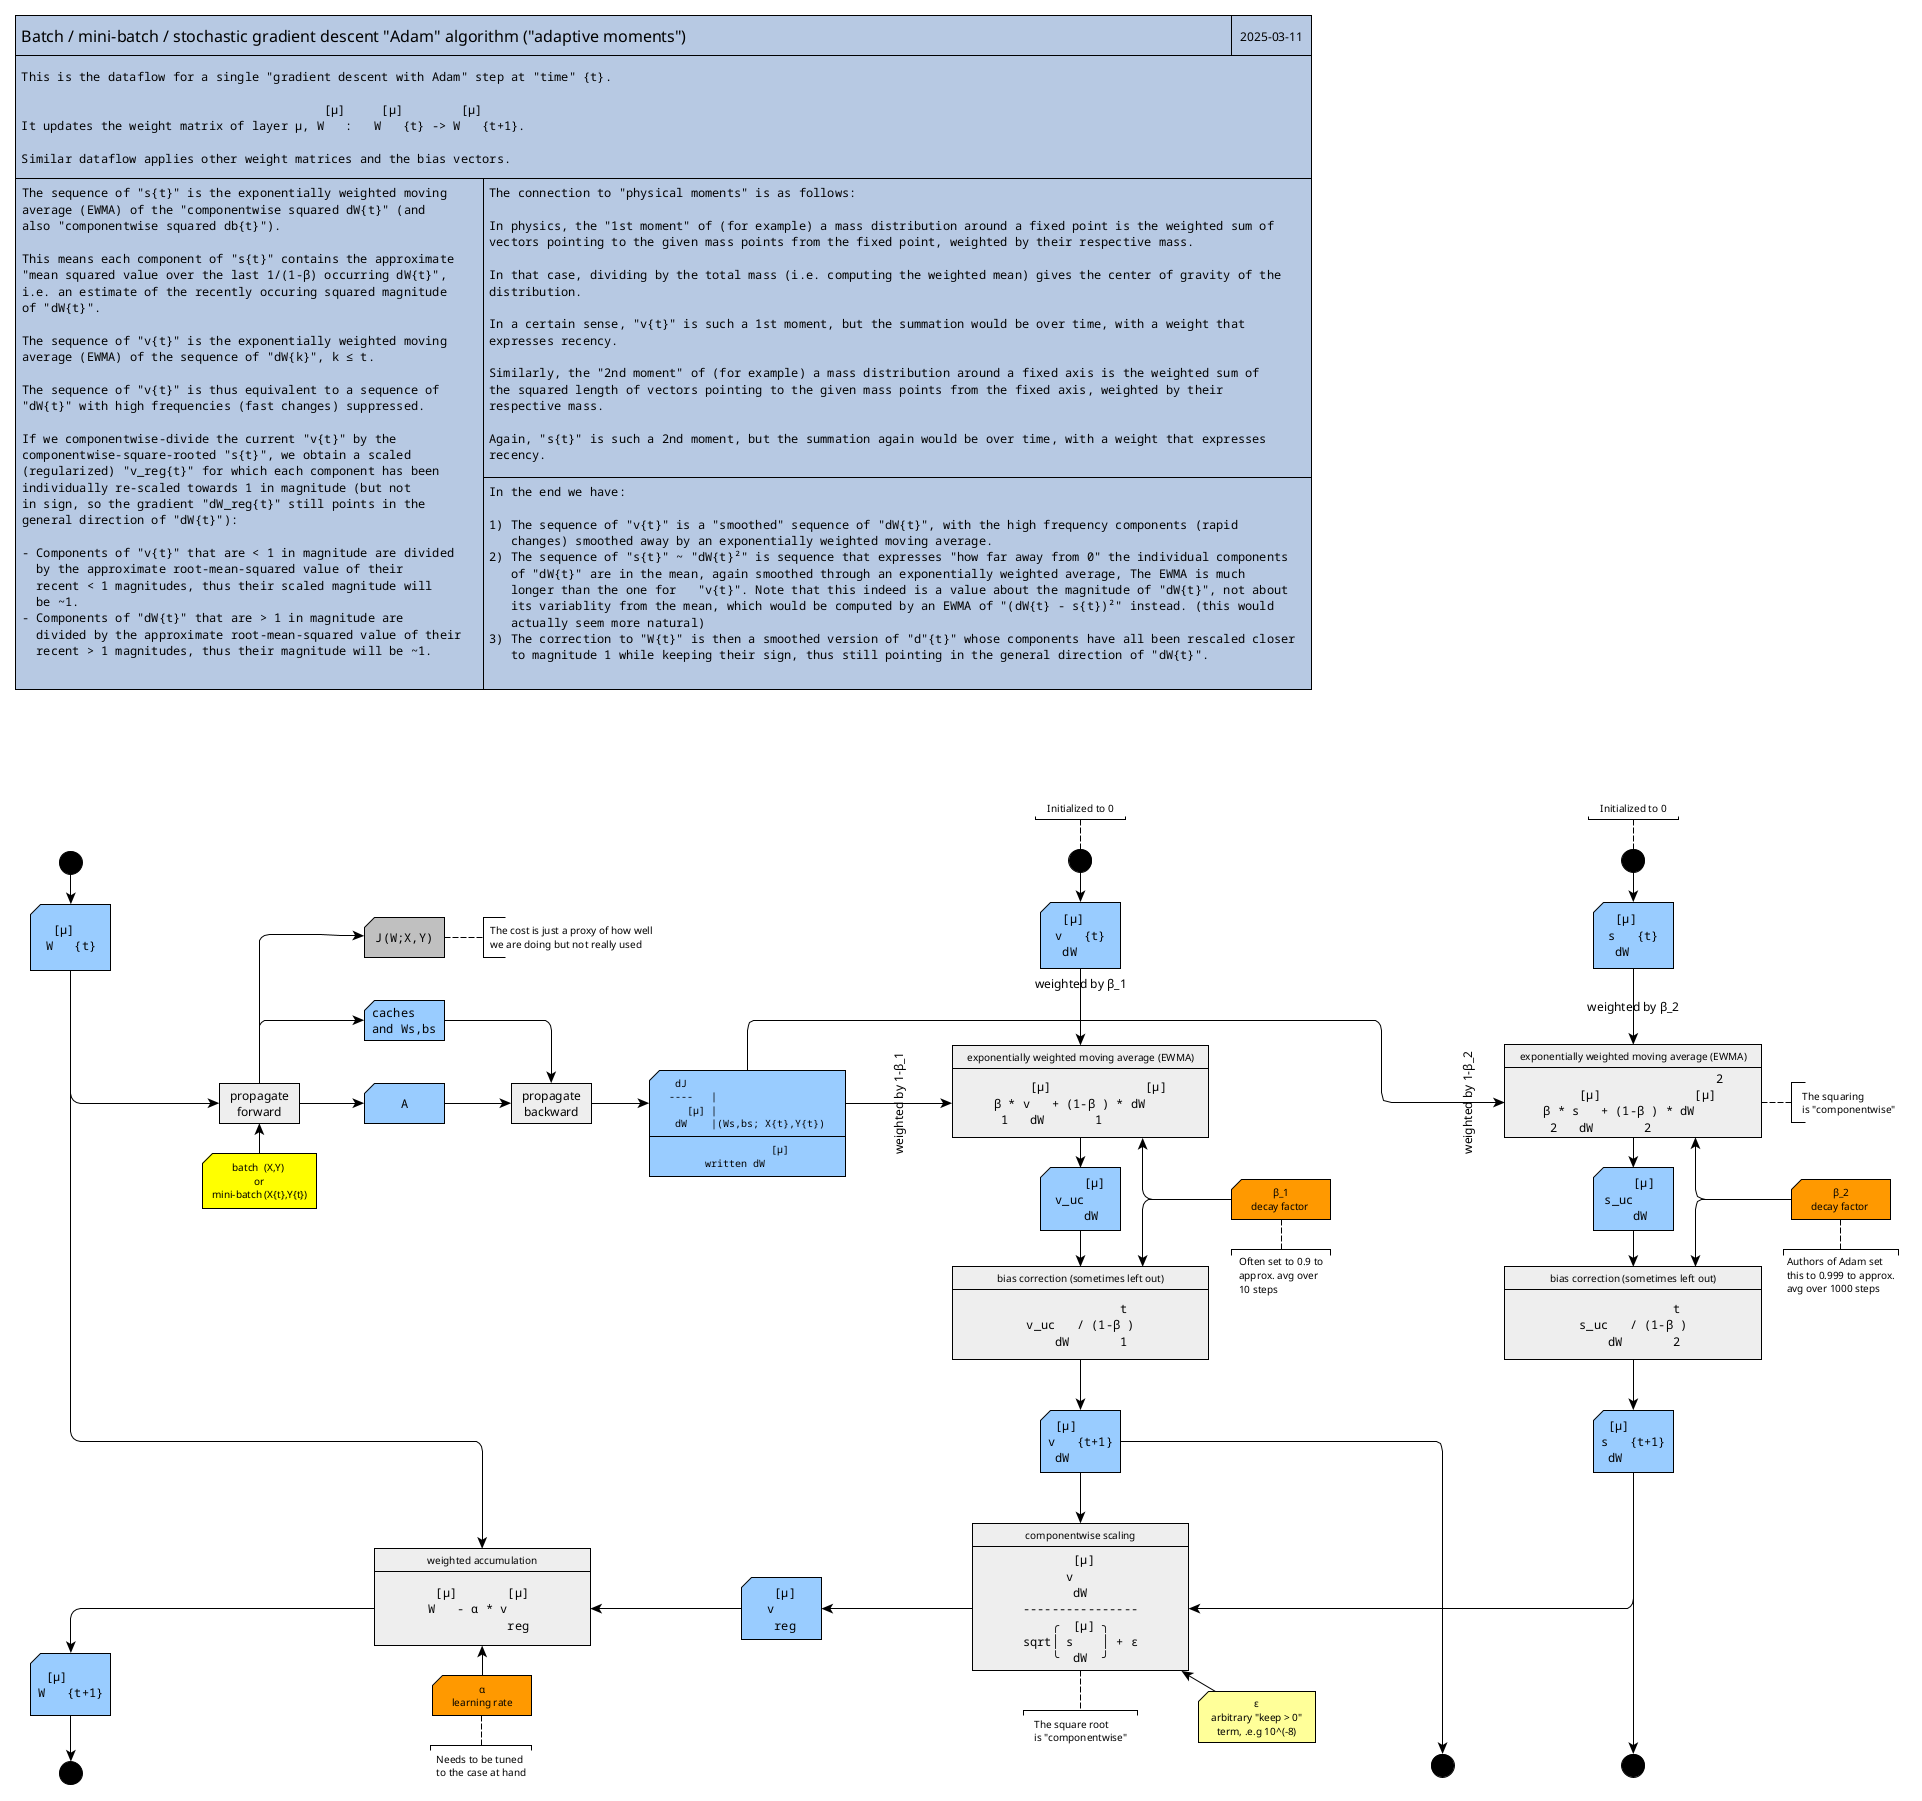 Batch / mini-batch / stochastic gradient descent "Adam" algorithm ("adaptive moments")
2025-03-11
This is the dataflow for a single "gradient descent with Adam" step at "time" {t}.
[μ] [μ] [μ]
It updates the weight matrix of layer μ, W : W {t} -> W {t+1}.
Similar dataflow applies other weight matrices and the bias vectors.
The sequence of "s{t}" is the exponentially weighted moving
average (EWMA) of the "componentwise squared dW{t}" (and
also "componentwise squared db{t}").
This means each component of "s{t}" contains the approximate
"mean squared value over the last 1/(1-β) occurring dW{t}",
i.e. an estimate of the recently occuring squared magnitude
of "dW{t}".
The sequence of "v{t}" is the exponentially weighted moving
average (EWMA) of the sequence of "dW{k}", k ≤ t.
The sequence of "v{t}" is thus equivalent to a sequence of
"dW{t}" with high frequencies (fast changes) suppressed.
If we componentwise-divide the current "v{t}" by the
componentwise-square-rooted "s{t}", we obtain a scaled
(regularized) "v_reg{t}" for which each component has been
individually re-scaled towards 1 in magnitude (but not
in sign, so the gradient "dW_reg{t}" still points in the
general direction of "dW{t}"):
- Components of "v{t}" that are < 1 in magnitude are divided
by the approximate root-mean-squared value of their
recent < 1 magnitudes, thus their scaled magnitude will
be ~1.
- Components of "dW{t}" that are > 1 in magnitude are
divided by the approximate root-mean-squared value of their
recent > 1 magnitudes, thus their magnitude will be ~1.
The connection to "physical moments" is as follows:
In physics, the "1st moment" of (for example) a mass distribution around a fixed point is the weighted sum of
vectors pointing to the given mass points from the fixed point, weighted by their respective mass.
In that case, dividing by the total mass (i.e. computing the weighted mean) gives the center of gravity of the
distribution.
In a certain sense, "v{t}" is such a 1st moment, but the summation would be over time, with a weight that
expresses recency.
Similarly, the "2nd moment" of (for example) a mass distribution around a fixed axis is the weighted sum of
the squared length of vectors pointing to the given mass points from the fixed axis, weighted by their
respective mass.
Again, "s{t}" is such a 2nd moment, but the summation again would be over time, with a weight that expresses
recency.
In the end we have:
1) The sequence of "v{t}" is a "smoothed" sequence of "dW{t}", with the high frequency components (rapid
changes) smoothed away by an exponentially weighted moving average.
2) The sequence of "s{t}" ~ "dW{t}²" is sequence that expresses "how far away from 0" the individual components
of "dW{t}" are in the mean, again smoothed through an exponentially weighted average, The EWMA is much
longer than the one for "v{t}". Note that this indeed is a value about the magnitude of "dW{t}", not about
its variablity from the mean, which would be computed by an EWMA of "(dW{t} - s{t})²" instead. (this would
actually seem more natural)
3) The correction to "W{t}" is then a smoothed version of "d"{t}" whose components have all been rescaled closer
to magnitude 1 while keeping their sign, thus still pointing in the general direction of "dW{t}".
Initialized to 0
Initialized to 0
[μ]
W {t}
J(W;X,Y)
The cost is just a proxy of how well
we are doing but not really used
caches
and Ws,bs
propagate
forward
A
propagate
backward
batch (X,Y)
or
mini-batch (X{t},Y{t})
dJ
---- |
[μ] |
dW |(Ws,bs; X{t},Y{t})
[μ]
written dW
[μ]
v {t}
dW
weighted by β_1
weighted by 1-β_1
exponentially weighted moving average (EWMA)
[μ] [μ]
β * v + (1-β ) * dW
1 dW 1
[μ]
v_uc
dW
β_1
decay factor
Often set to 0.9 to
approx. avg over
10 steps
bias correction (sometimes left out)
t
v_uc / (1-β )
dW 1
[μ]
v {t+1}
dW
[μ]
s {t}
dW
weighted by β_2
weighted by 1-β_2
exponentially weighted moving average (EWMA)
2
[μ] [μ]
β * s + (1-β ) * dW
2 dW 2
The squaring
is "componentwise"
[μ]
s_uc
dW
β_2
decay factor
Authors of Adam set
this to 0.999 to approx.
avg over 1000 steps
bias correction (sometimes left out)
t
s_uc / (1-β )
dW 2
[μ]
s {t+1}
dW
componentwise scaling
[μ]
v
dW
----------------
⎛ [μ] ⎞
sqrt⎜ s ⎟ + ε
⎝ dW ⎠
The square root
is "componentwise"
ε
arbitrary "keep > 0"
term, .e.g 10^(-8)
[μ]
v
reg
weighted accumulation
[μ] [μ]
W - α * v
reg
α
learning rate
Needs to be tuned
to the case at hand
[μ]
W {t+1}